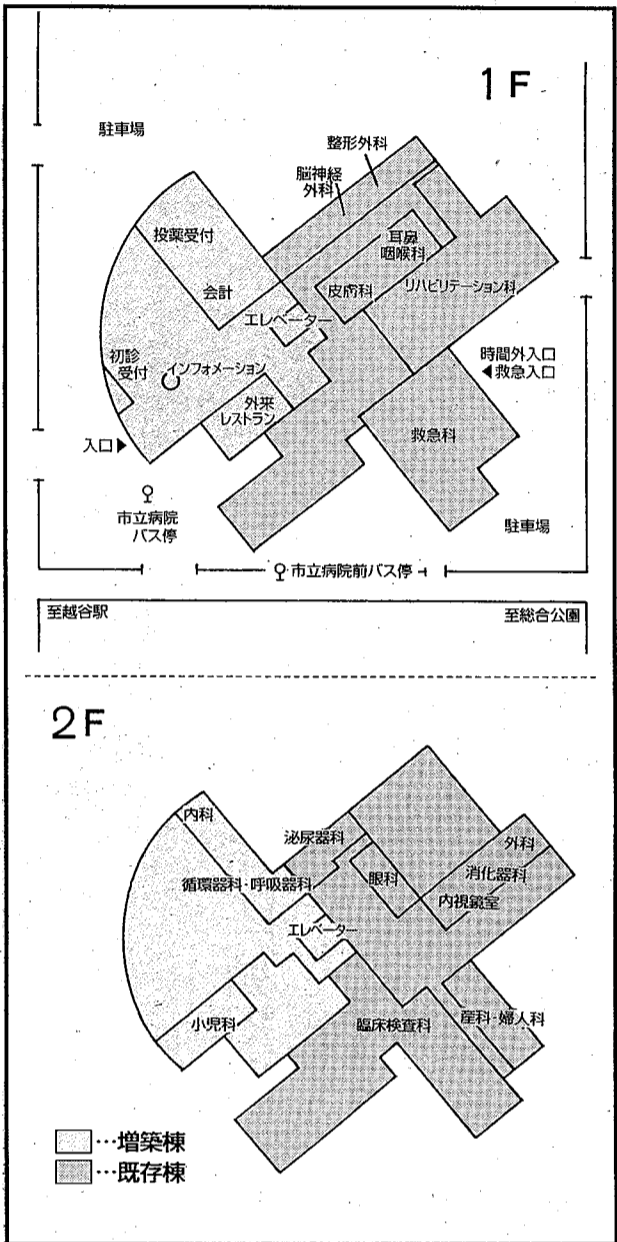 1F
駐車場
整形外科
脳神経
外科
投薬受付
耳鼻
咽喉科
会計
皮膚科
リハビリテーション科
エレベーター
初診
受付
インフォメーション
時間外入口
◀救急入口
外来
レストラン
救急科
入口▶
市立病院
バス停
駐車場
市立病院前バス停
至越谷駅
至総合公園
2F
内科
泌尿器科
外科
循環器科・呼吸器科
眼科
消化器科
内視鏡室
エレベーター
小児科
臨床検査科
産科・婦人科
…増築棟
…既存棟